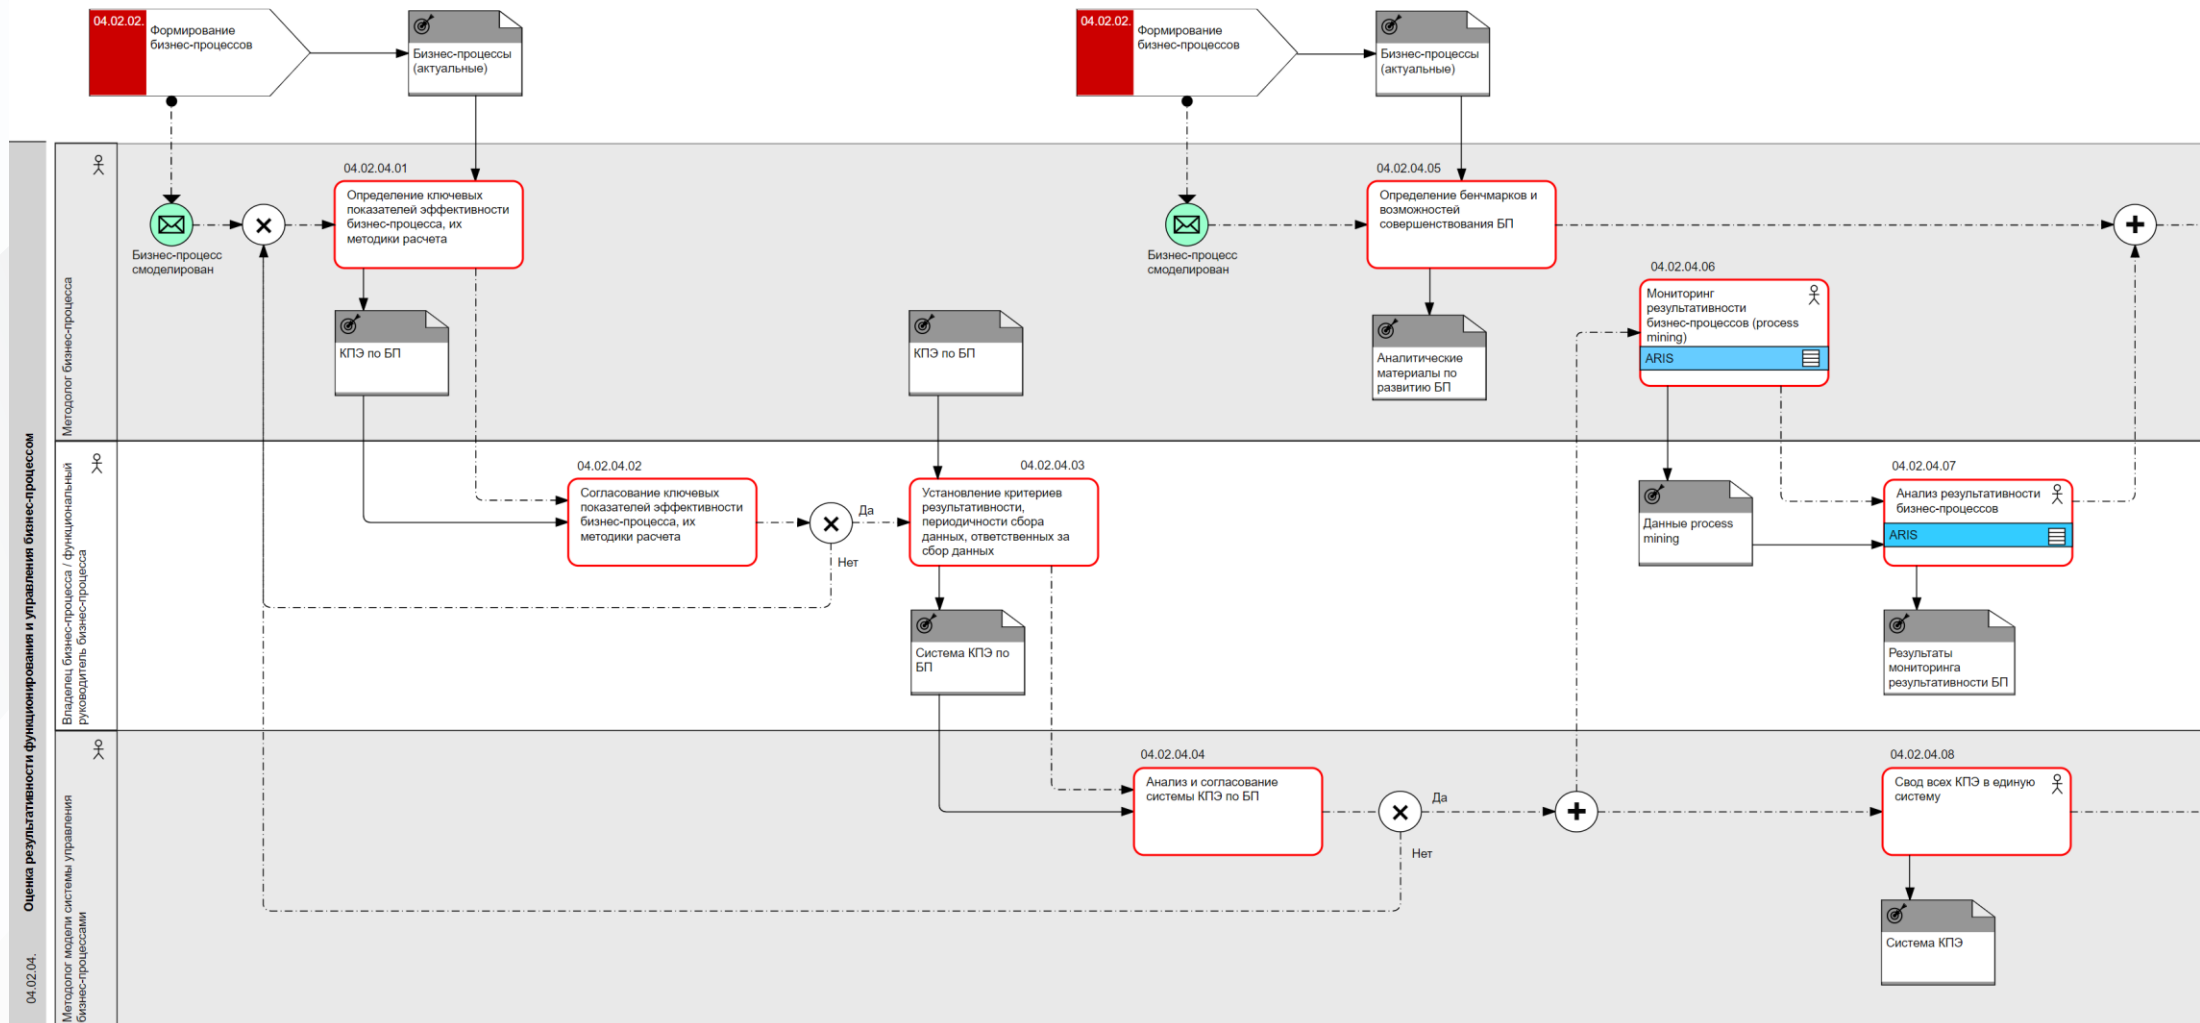 04.02.02.
Формирование
бизнес-процессов
Бизнес-процессы
(актуальные)
04.02.02.
Формирование
бизнес-процессов
Бизнес-процессы
(актуальные)
04.02.04.
Оценка результативности функционирования и управления бизнес-процессом
Методолог бизнес-процесса
Бизнес-процесс
смоделирован
04.02.04.01
Определение ключевых
показателей эффективности
бизнес-процесса, их
методики расчета
КПЭ по БП
КПЭ по БП
Бизнес-процесс
смоделирован
04.02.04.05
Определение бенчмарков и
возможностей
совершенствования БП
Аналитические
материалы по
развитию БП
04.02.04.06
Мониторинг
результативности
бизнес-процессов (process
mining)
ARIS
Владелец бизнес-процесса / функциональный
руководитель бизнес-процесса
04.02.04.02
Согласование ключевых
показателей эффективности
бизнес-процесса, их
методики расчета
Да
Нет
04.02.04.03
Установление критериев
результативности,
периодичности сбора
данных, ответственных за
сбор данных
Система КПЭ по
БП
Данные process
mining
04.02.04.07
Анализ результативности
бизнес-процессов
ARIS
Результаты
мониторинга
результативности БП
Методолог модели системы управления
бизнес-процессами
04.02.04.04
Анализ и согласование
системы КПЭ по БП
Да
Нет
04.02.04.08
Свод всех КПЭ в единую
систему
Система КПЭ